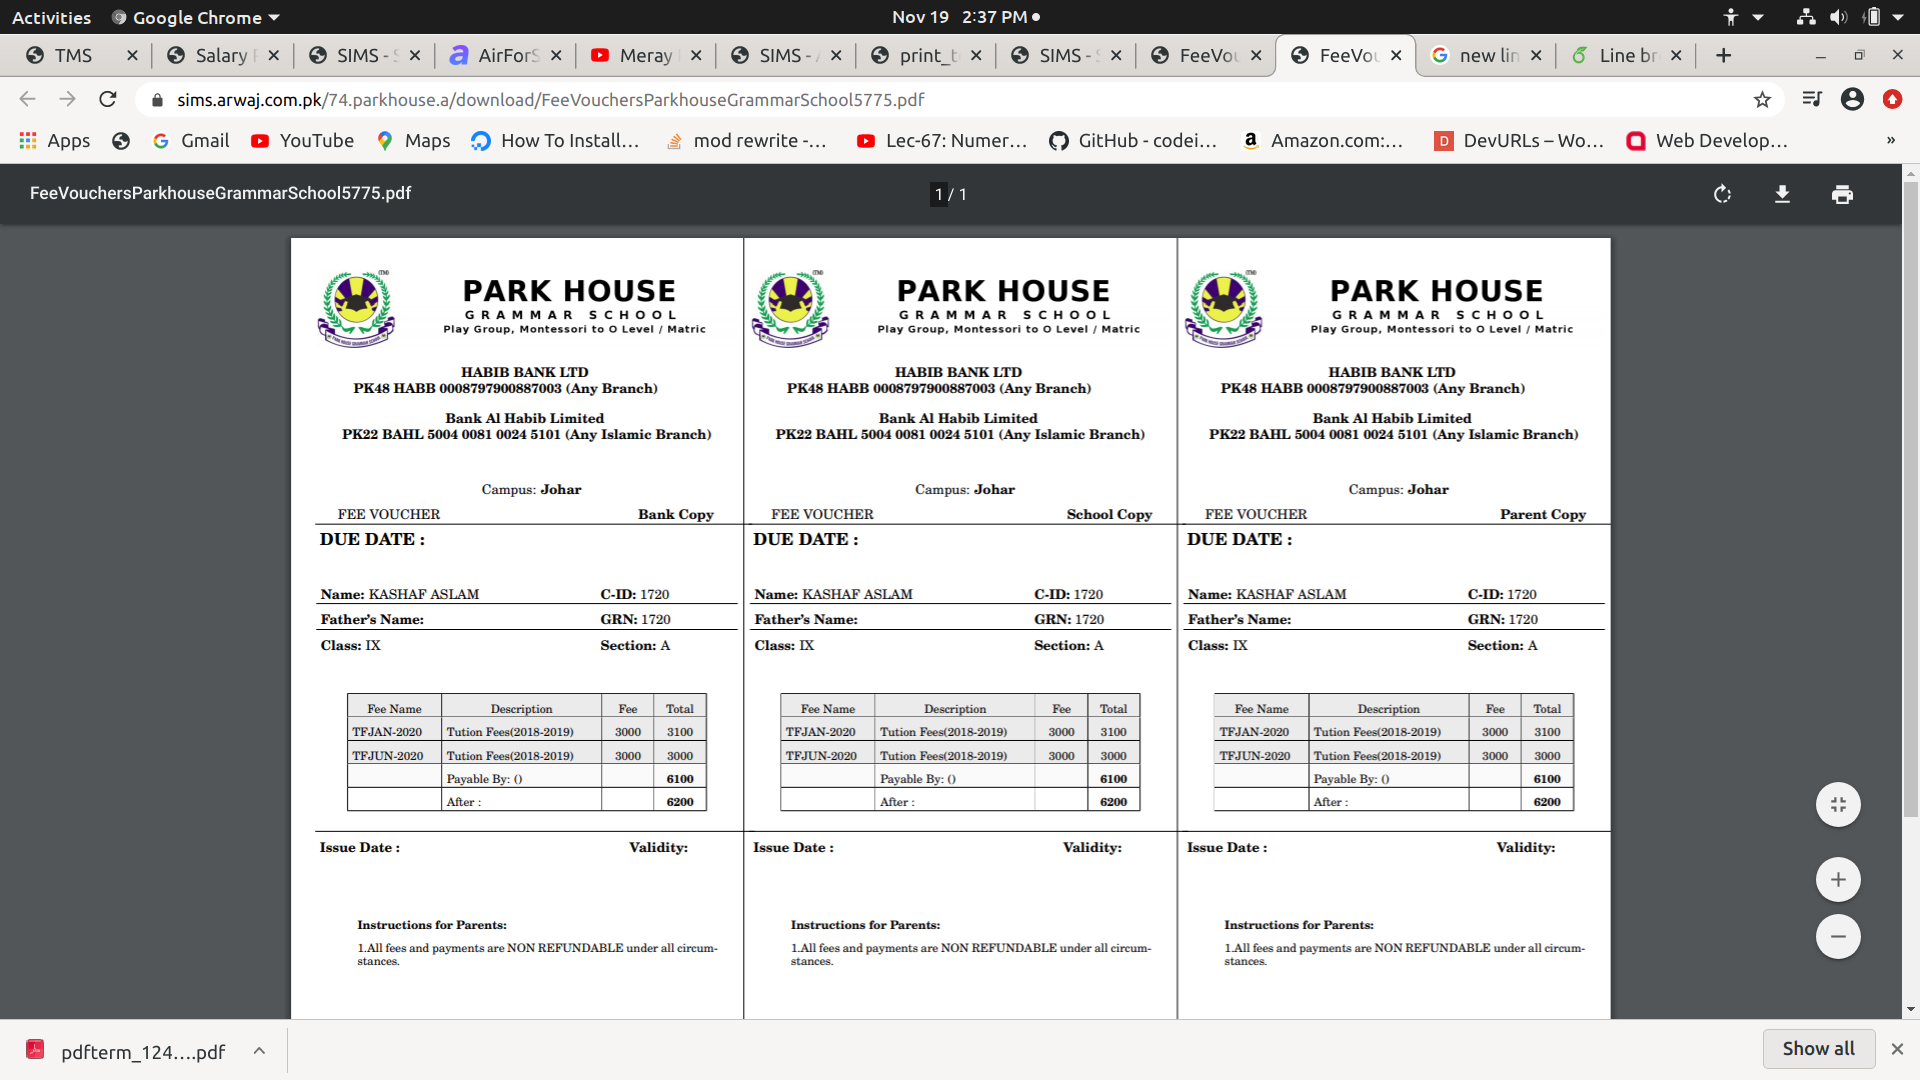 Activities
Google Chrome
Nov 19 2:37 PM
TMS
Salary
SIMS -
AirForS
Meray
SIMS -
print_t
SIMS -
FeeVou
FeeVou
new lin
Line br
sims.arwaj.com.pk/74.parkhouse.a/download/FeeVouchersParkhouseGrammarSchool5775.pdf
Apps
Gmail
YouTube
Maps
How To Install...
mod rewrite -...
Lec-67: Numer...
GitHub - codei...
Amazon.com:...
DevURLs – Wo...
Web Develop...
»
FeeVouchersParkhouseGrammarSchool5775.pdf
1 / 1
PARK HOUSE
GRAMMAR SCHOOL
Play Group, Montessori to O Level / Matric
HABIB BANK LTD
PK48 HABB 0008797900887003 (Any Branch)
Bank Al Habib Limited
PK22 BAHL 5004 0081 0024 5101 (Any Islamic Branch)
Campus: Johar
FEE VOUCHER Bank Copy
DUE DATE :
Name: KASHAF ASLAM C-ID: 1720
Father's Name: GRN: 1720
Class: IX Section: A
Fee Name Description Fee Total
TFJAN-2020 Tution Fees(2018-2019) 3000 3100
TFJUN-2020 Tution Fees(2018-2019) 3000 3000
Payable By: () 6100
After : 6200
Issue Date : Validity:
Instructions for Parents:
1.All fees and payments are NON REFUNDABLE under all circum-
stances.
PARK HOUSE
GRAMMAR SCHOOL
Play Group, Montessori to O Level / Matric
HABIB BANK LTD
PK48 HABB 0008797900887003 (Any Branch)
Bank Al Habib Limited
PK22 BAHL 5004 0081 0024 5101 (Any Islamic Branch)
Campus: Johar
FEE VOUCHER School Copy
DUE DATE :
Name: KASHAF ASLAM C-ID: 1720
Father's Name: GRN: 1720
Class: IX Section: A
Fee Name Description Fee Total
TFJAN-2020 Tution Fees(2018-2019) 3000 3100
TFJUN-2020 Tution Fees(2018-2019) 3000 3000
Payable By: () 6100
After : 6200
Issue Date : Validity:
Instructions for Parents:
1.All fees and payments are NON REFUNDABLE under all circum-
stances.
PARK HOUSE
GRAMMAR SCHOOL
Play Group, Montessori to O Level / Matric
HABIB BANK LTD
PK48 HABB 0008797900887003 (Any Branch)
Bank Al Habib Limited
PK22 BAHL 5004 0081 0024 5101 (Any Islamic Branch)
Campus: Johar
FEE VOUCHER Parent Copy
DUE DATE :
Name: KASHAF ASLAM C-ID: 1720
Father's Name: GRN: 1720
Class: IX Section: A
Fee Name Description Fee Total
TFJAN-2020 Tution Fees(2018-2019) 3000 3100
TFJUN-2020 Tution Fees(2018-2019) 3000 3000
Payable By: () 6100
After : 6200
Issue Date : Validity:
Instructions for Parents:
1.All fees and payments are NON REFUNDABLE under all circum-
stances.
pdfterm_124....pdf
Show all